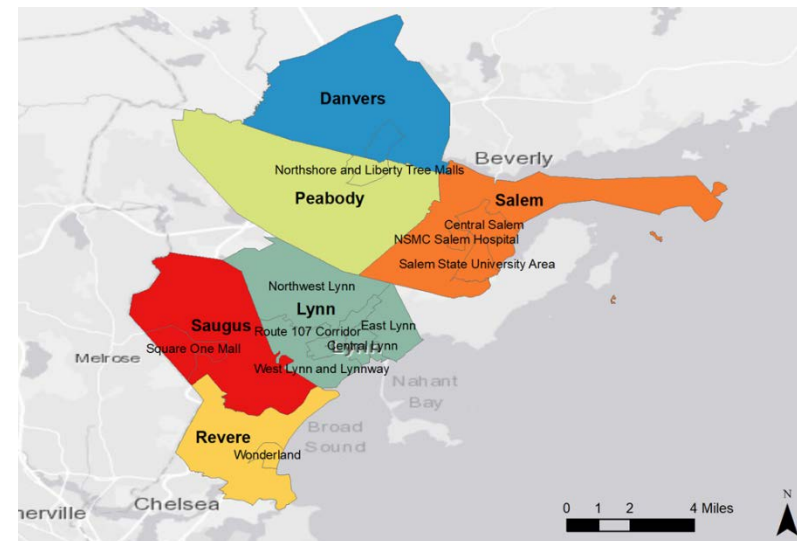 Danvers
Beverly
Northshore and Liberty Tree Malls
Peabody
Salem
Central Salem
NSMC Salem Hospital
Salem State University Area
Northwest Lynn
Lynn
Saugus
Route 107 Corridor
East Lynn
Square One Mall
Central Lynn
Lynn
Melrose
West Lynn and Lynnway
Nahant
Bay
Revere
Broad
Sound
Wonderland
Chelsea
nerville
0 1 2 4 Miles
N